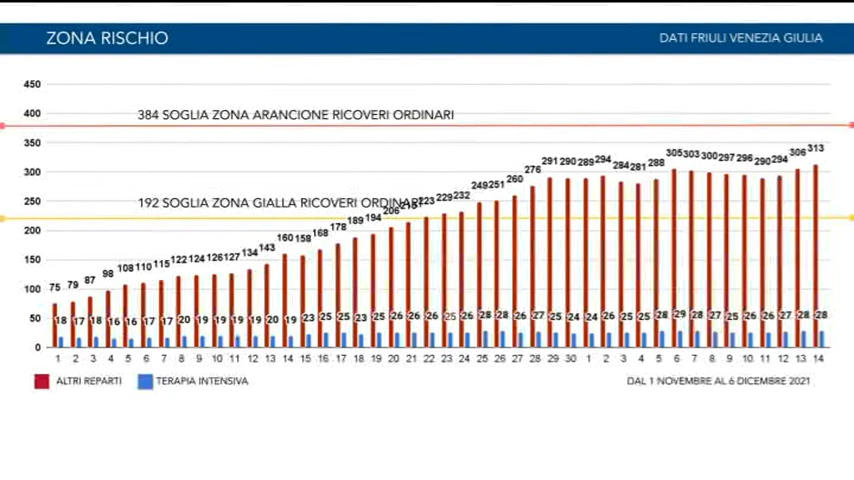 ZONA RISCHIO
DATI FRIULI VENEZIA GIULIA
450
400
350
300
250
200
150
100
50
0
384 SOGLIA ZONA ARANCIONE RICOVERI ORDINARI
192 SOGLIA ZONA GIALLA RICOVERI ORDINARI
75 79 87 98 108 110 115 122 124 126 127 134 143 160 158 168 178 189 194 206 215 223 229 232 249 251 260 276 291 290 289 294 284 281 288 305 303 300 297 296 290 294 306 313
18 17 18 16 16 17 17 20 19 19 19 19 20 19 23 25 25 23 25 26 26 26 25 26 28 28 26 27 25 24 24 26 25 25 28 29 28 27 25 26 26 27 28 28
1 2 3 4 5 6 7 8 9 10 11 12 13 14 15 16 17 18 19 20 21 22 23 24 25 26 27 28 29 30 1 2 3 4 5 6 7 8 9 10 11 12 13 14
ALTRI REPARTI
TERAPIA INTENSIVA
DAL 1 NOVEMBRE AL 6 DICEMBRE 2021